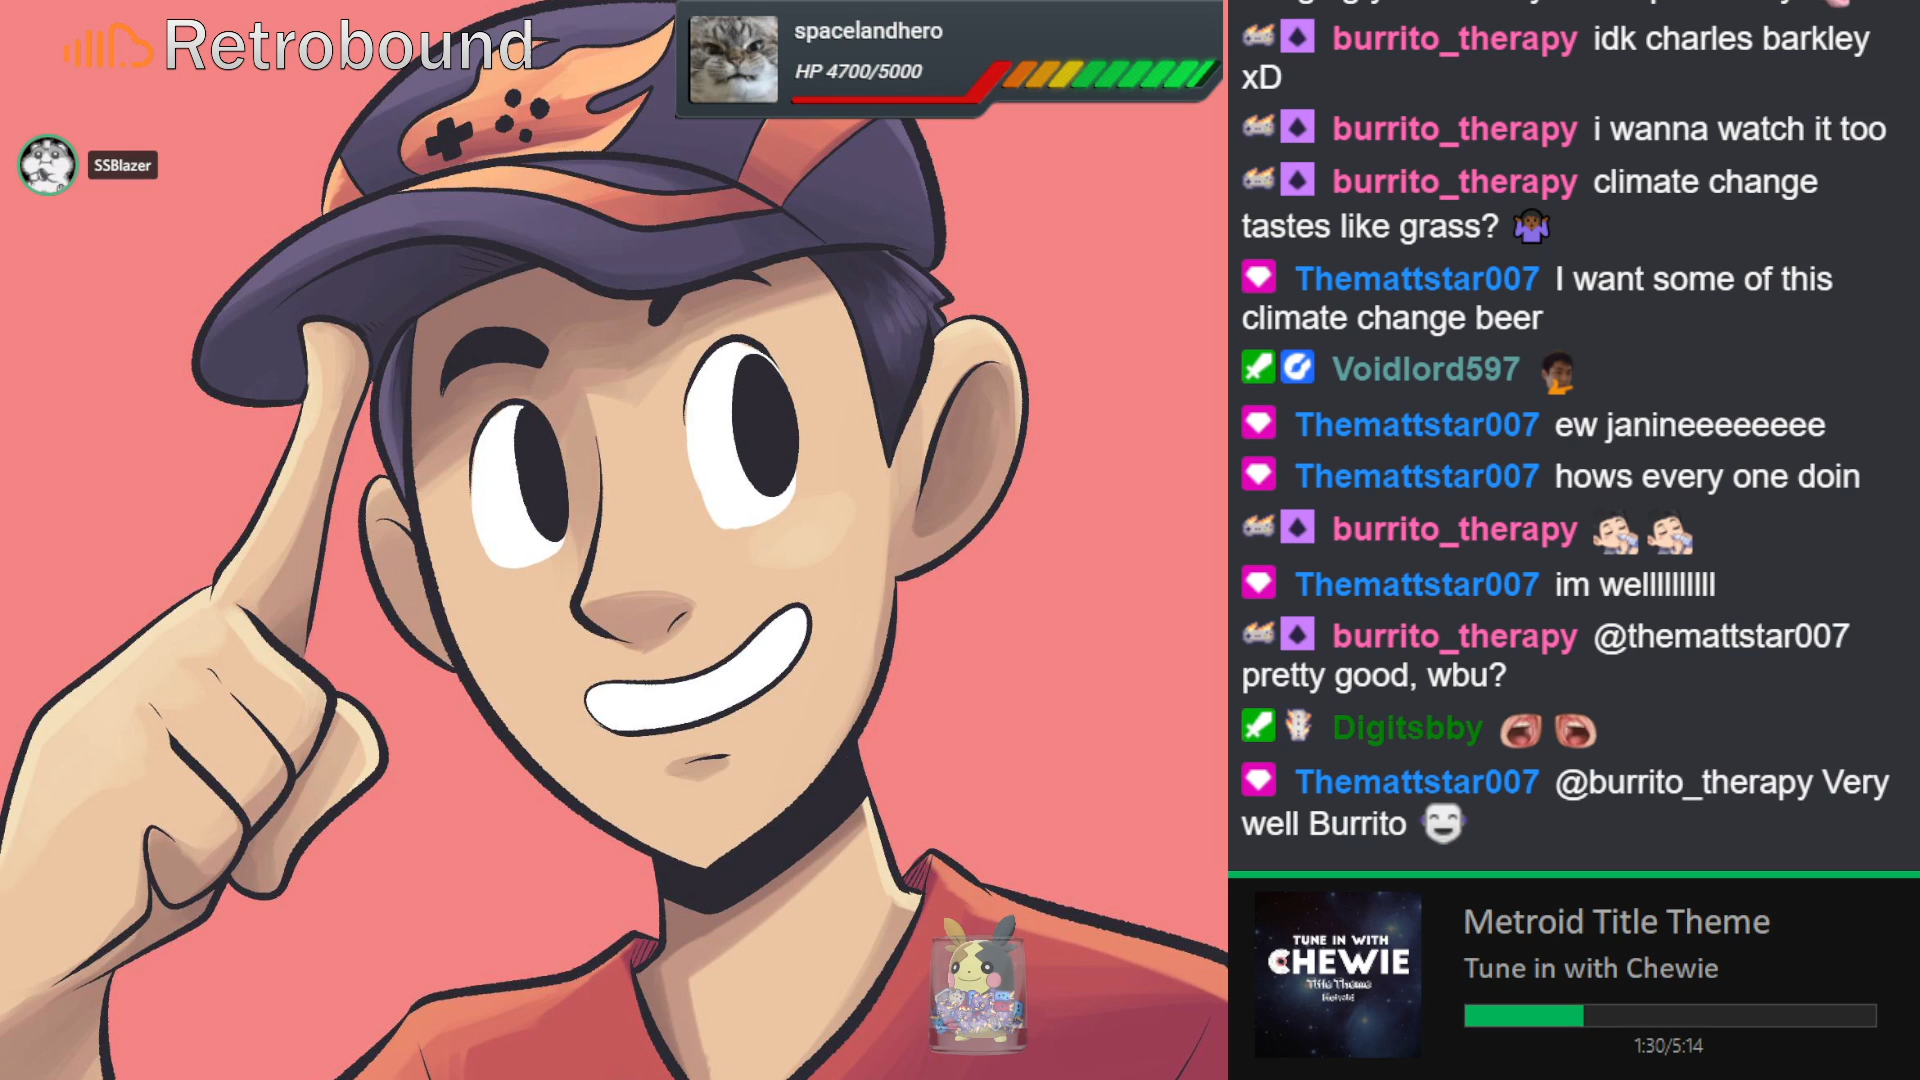 Retrobound
spacelandhero
HP 4700/5000
SSBlazer
burrito_therapy idk charles barkley
xD
burrito_therapy i wanna watch it too
burrito_therapy climate change
tastes like grass?
Themattstar007 I want some of this
climate change beer
Voidlord597
Themattstar007 ew janineeeeeeee
Themattstar007 hows every one doin
burrito_therapy
Themattstar007 im wellllllllll
burrito_therapy @themattstar007
pretty good, wbu?
Digitsbby
Themattstar007 @burrito_therapy Very
well Burrito
TUNE IN WITH
CHEWIE
Title Theme
Metroid
Metroid Title Theme
Tune in with Chewie
1:30/5:14